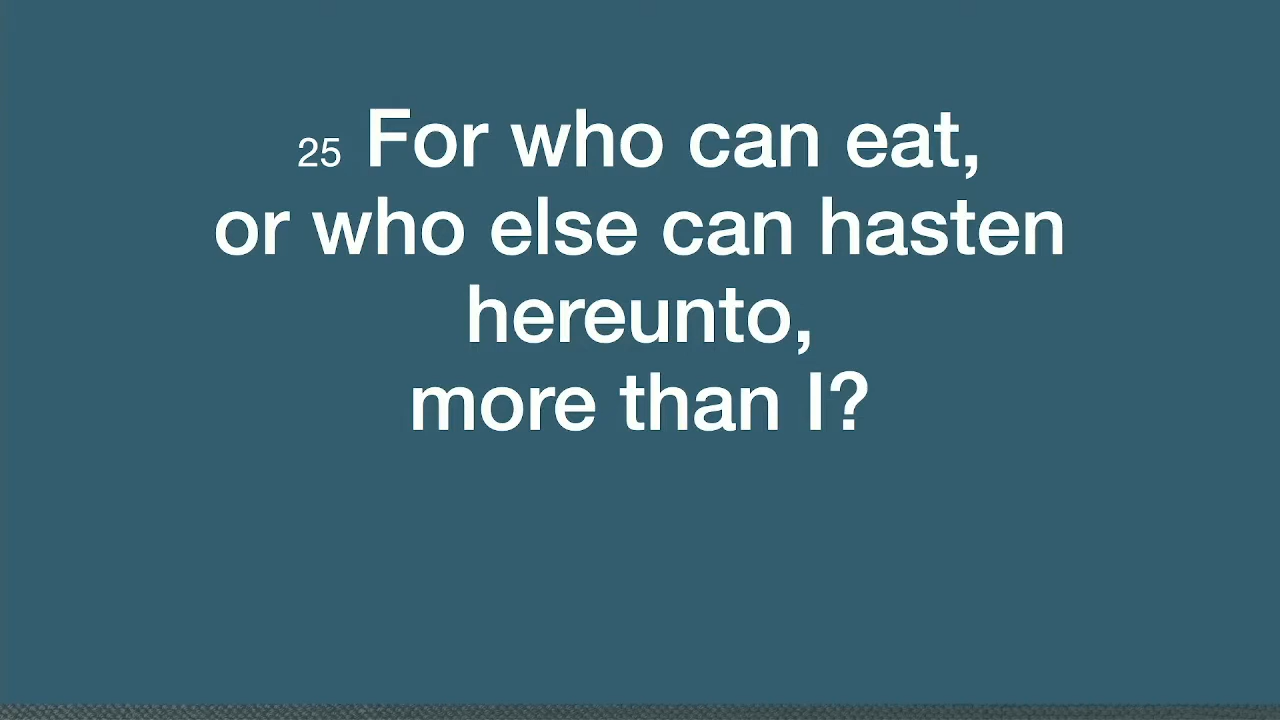 25 For who can eat,
or who else can hasten
hereunto,
more than I?